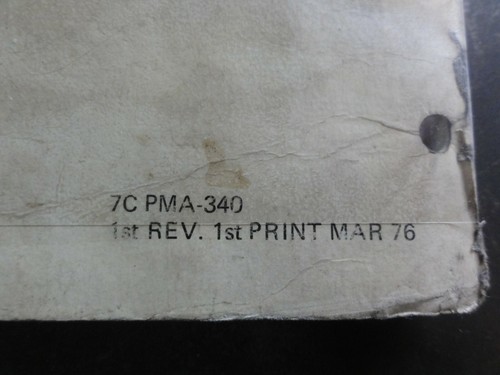 7C PMA-340
1st REV. 1st PRINT MAR 76